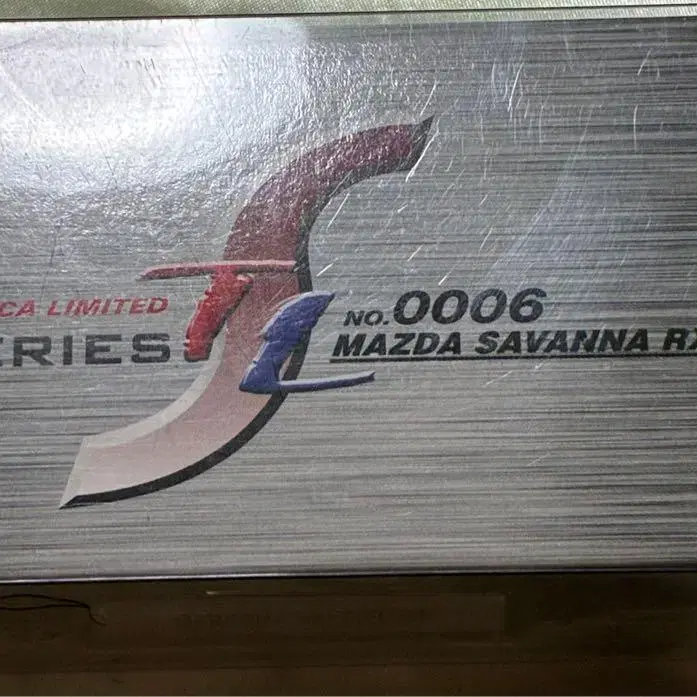 CA LIMITED
ERIES
TL
S
NO.0006
MAZDA SAVANNA RX